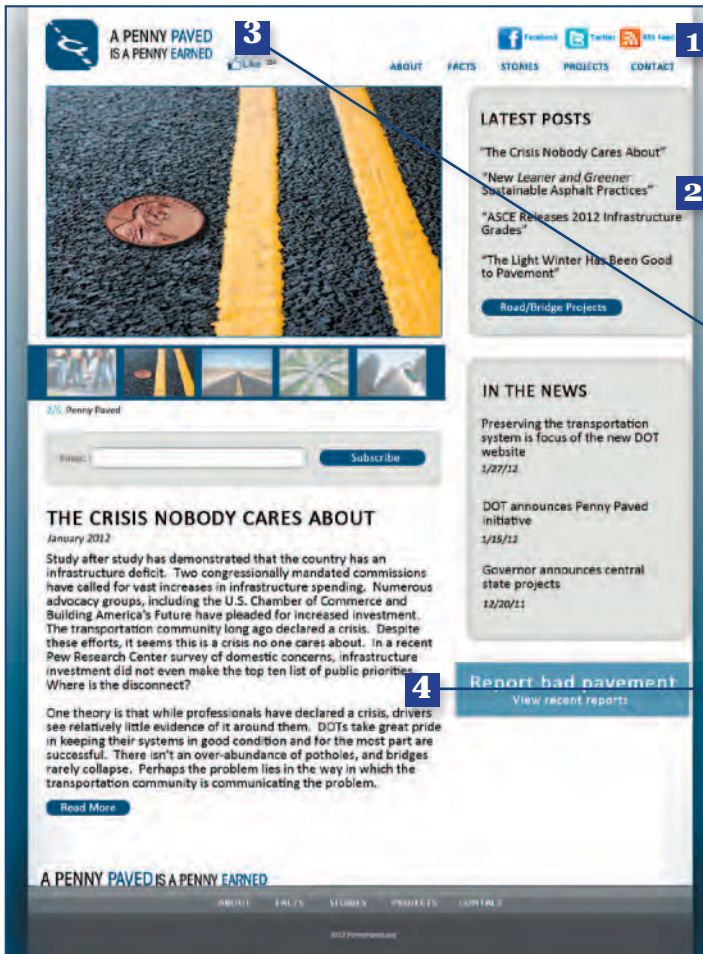 A PENNY PAVED
IS A PENNY EARNED
3
Like
Facebook
Twitter
RSS Feed
1
ABOUT FACTS STORIES PROJECTS CONTACT
LATEST POSTS
"The Crisis Nobody Cares About"
"New Leaner and Greener
Sustainable Asphalt Practices"
2
"ASCE Releases 2012 Infrastructure
Grades"
"The Light Winter Has Been Good
to Pavement"
Road/Bridge Projects
2/5 Penny Paved
Email:
Subscribe
IN THE NEWS
Preserving the transportation
system is focus of the new DOT
website
1/27/12
DOT announces Penny Paved
initiative
1/15/12
Governor announces central
state projects
12/20/11
THE CRISIS NOBODY CARES ABOUT
January 2012
Study after study has demonstrated that the country has an
infrastructure deficit. Two congressionally mandated commissions
have called for vast increases in infrastructure spending. Numerous
advocacy groups, including the U.S. Chamber of Commerce and
Building America's Future have pleaded for increased investment.
The transportation community long ago declared a crisis. Despite
these efforts, it seems this is a crisis no one cares about. In a recent
Pew Research Center survey of domestic concerns, infrastructure
investment did not even make the top ten list of public priorities.
Where is the disconnect?
One theory is that while professionals have declared a crisis, drivers
see relatively little evidence of it around them. DOTs take great pride
in keeping their systems in good condition and for the most part are
successful. There isn't an over-abundance of potholes, and bridges
rarely collapse. Perhaps the problem lies in the way in which the
transportation community is communicating the problem.
Read More
4
Report bad pavement
View recent reports
A PENNY PAVED IS A PENNY EARNED
ABOUT FACTS STORIES PROJECTS CONTACT